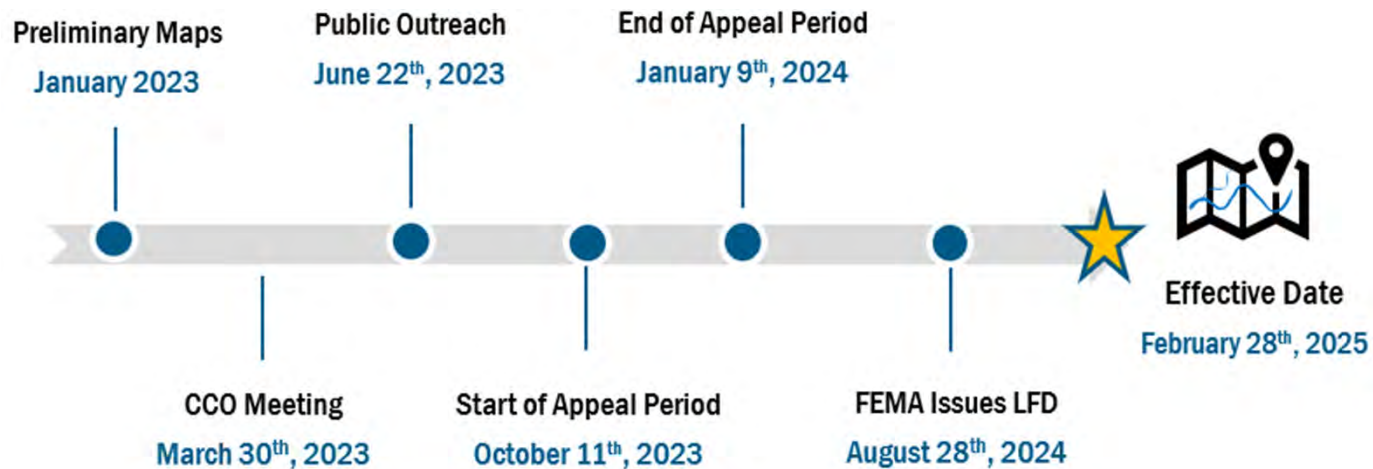 Preliminary Maps
January 2023
Public Outreach
June 22th, 2023
End of Appeal Period
January 9th, 2024
CCO Meeting
March 30th, 2023
Start of Appeal Period
October 11th, 2023
FEMA Issues LFD
August 28th, 2024
Effective Date
February 28th, 2025